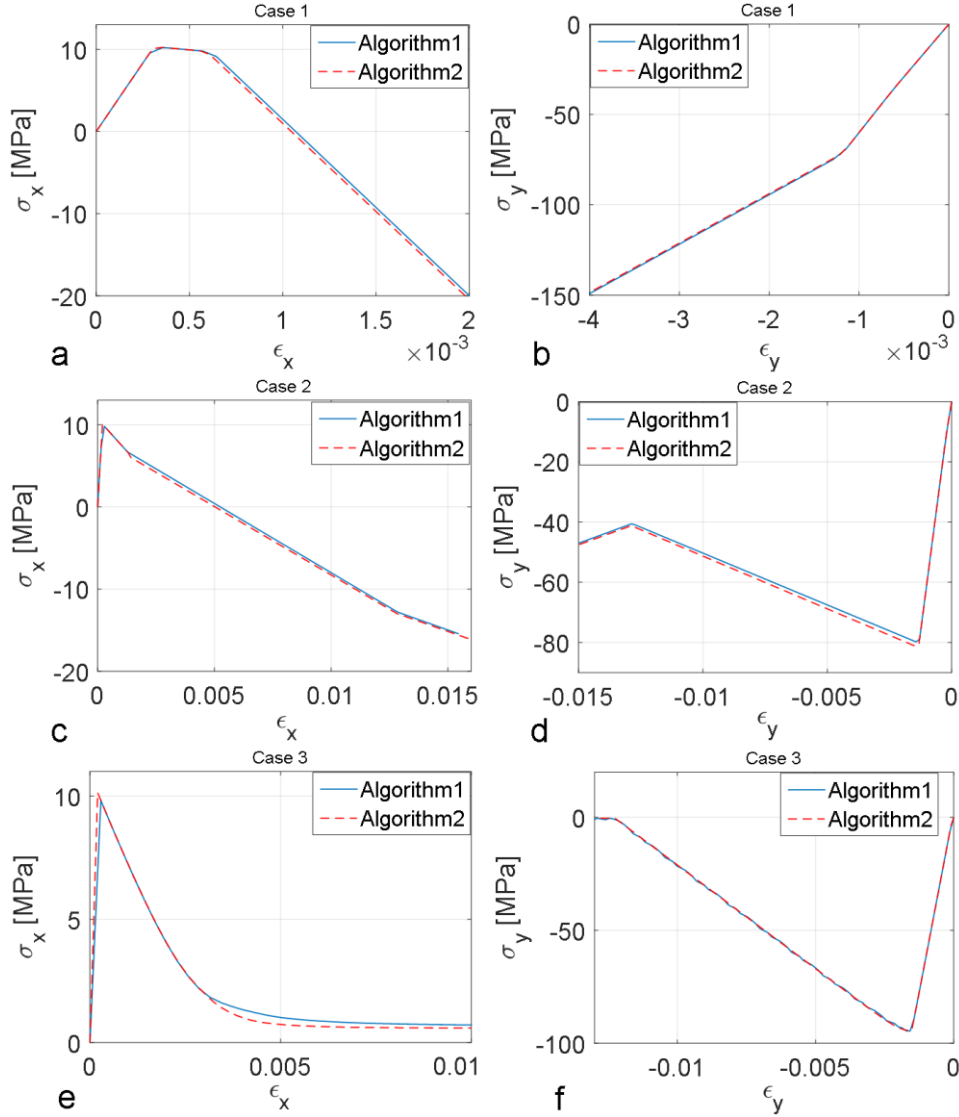 Case 1
Algorithm1
Algorithm2
10
0
-10
-20
σx [MPa]
0
0.5
1
1.5
2
×10⁻³
ϵx
a
Case 1
Algorithm1
Algorithm2
0
-50
-100
-150
σy [MPa]
-4
-3
-2
-1
0
×10⁻³
ϵy
b
Case 2
Algorithm1
Algorithm2
10
0
-10
-20
σx [MPa]
0
0.005
0.01
0.015
ϵx
c
Case 2
Algorithm1
Algorithm2
0
-20
-40
-60
-80
σy [MPa]
-0.015
-0.01
-0.005
0
ϵy
d
Case 3
Algorithm1
Algorithm2
10
5
0
σx [MPa]
0
0.005
0.01
ϵx
e
Case 3
Algorithm1
Algorithm2
0
-50
-100
σy [MPa]
-0.01
-0.005
0
ϵy
f